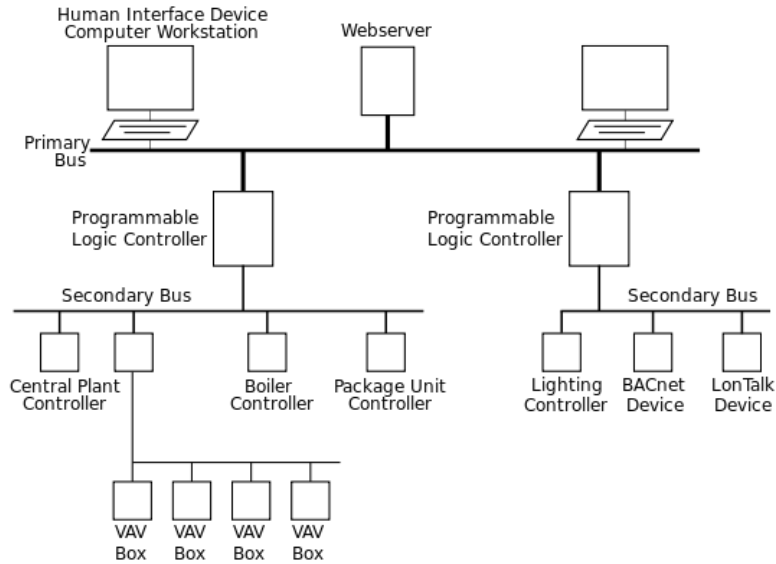 Human Interface Device
Computer Workstation
Webserver
Primary
Bus
Programmable
Logic Controller
Programmable
Logic Controller
Secondary Bus
Secondary Bus
Central Plant
Controller
Boiler
Controller
Package Unit
Controller
Lighting
Controller
BACnet
Device
LonTalk
Device
VAV
Box
VAV
Box
VAV
Box
VAV
Box